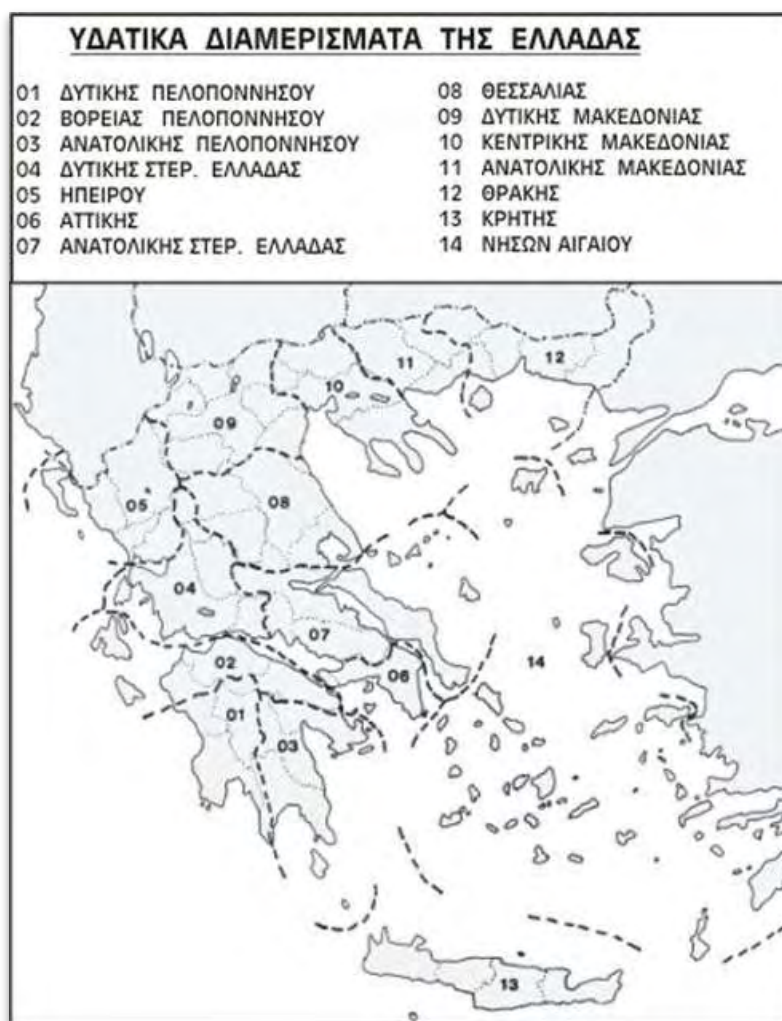 ΥΔΑΤΙΚΑ ΔΙΑΜΕΡΙΣΜΑΤΑ ΤΗΣ ΕΛΛΑΔΑΣ
01 ΔΥΤΙΚΗΣ ΠΕΛΟΠΟΝΝΗΣΟΥ
02 ΒΟΡΕΙΑΣ ΠΕΛΟΠΟΝΝΗΣΟΥ
03 ΑΝΑΤΟΛΙΚΗΣ ΠΕΛΟΠΟΝΝΗΣΟΥ
04 ΔΥΤΙΚΗΣ ΣΤΕΡ. ΕΛΛΑΔΑΣ
05 ΗΠΕΙΡΟΥ
06 ΑΤΤΙΚΗΣ
07 ΑΝΑΤΟΛΙΚΗΣ ΣΤΕΡ. ΕΛΛΑΔΑΣ
08 ΘΕΣΣΑΛΙΑΣ
09 ΔΥΤΙΚΗΣ ΜΑΚΕΔΟΝΙΑΣ
10 ΚΕΝΤΡΙΚΗΣ ΜΑΚΕΔΟΝΙΑΣ
11 ΑΝΑΤΟΛΙΚΗΣ ΜΑΚΕΔΟΝΙΑΣ
12 ΘΡΑΚΗΣ
13 ΚΡΗΤΗΣ
14 ΝΗΣΩΝ ΑΙΓΑΙΟΥ
11
12
10
09
05
08
04
07
02
06
14
01
03
13